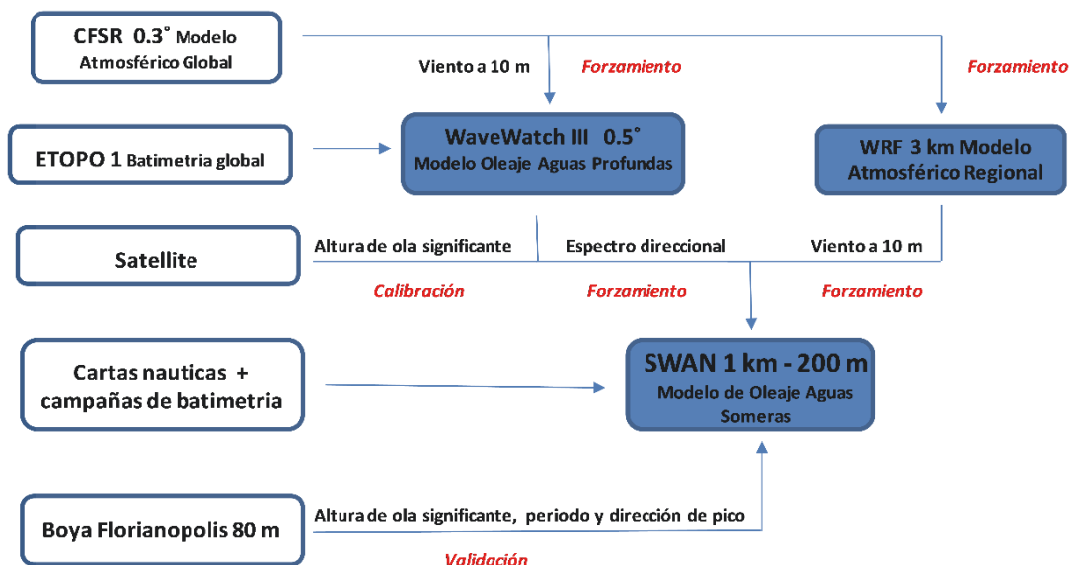 CFSR 0.3° Modelo
Atmosférico Global
Viento a 10 m
Forzamiento
Forzamiento
ETOPO 1 Batimetria global
WaveWatch III 0.5°
Modelo Oleaje Aguas Profundas
WRF 3 km Modelo
Atmosférico Regional
Satellite
Altura de ola significante
Espectro direccional
Viento a 10 m
Calibración
Forzamiento
Forzamiento
Cartas nauticas +
campañas de batimetria
SWAN 1 km - 200 m
Modelo de Oleaje Aguas
Someras
Boya Florianopolis 80 m
Altura de ola significante, periodo y dirección de pico
Validación